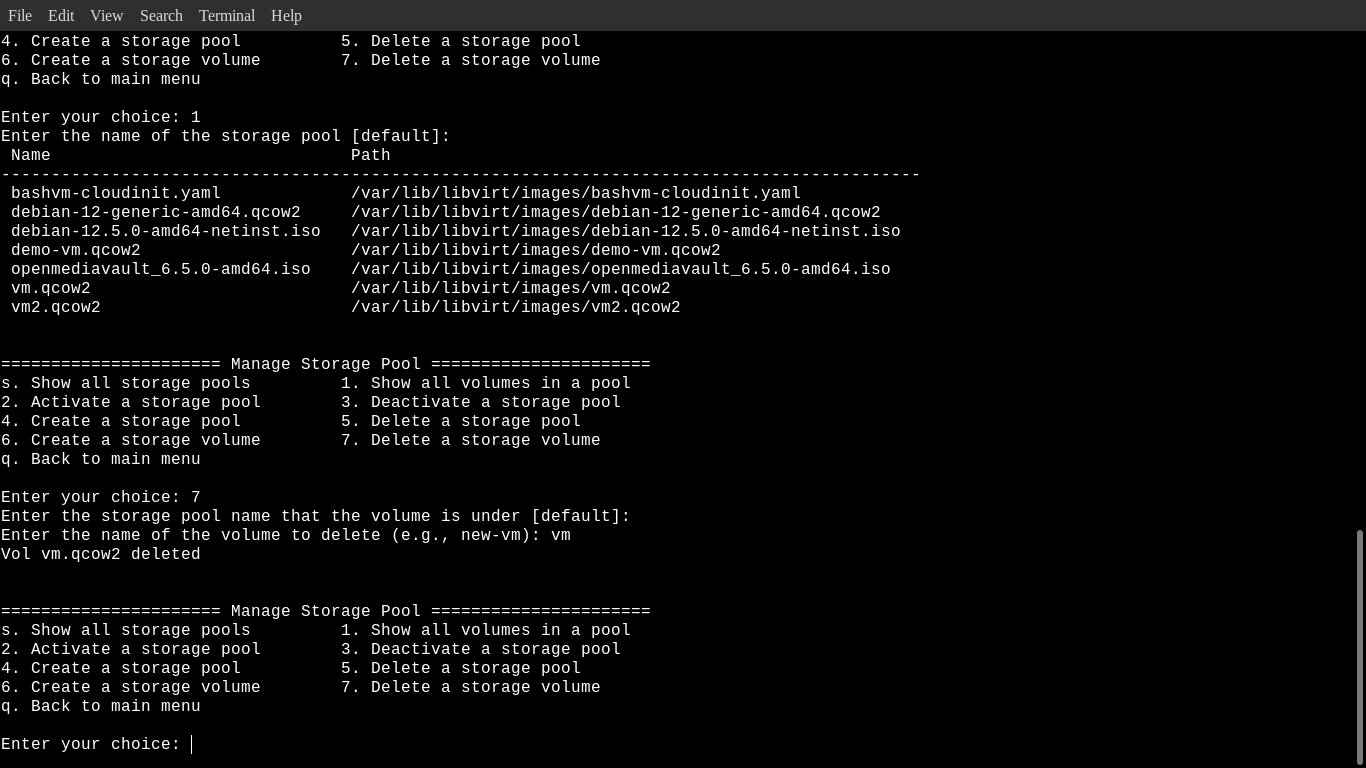 File Edit View Search Terminal Help
4. Create a storage pool          5. Delete a storage pool
6. Create a storage volume        7. Delete a storage volume
q. Back to main menu
Enter your choice: 1
Enter the name of the storage pool [default]:
 Name                              Path
--------------------------------------------------------------------------------------------
 bashvm-cloudinit.yaml             /var/lib/libvirt/images/bashvm-cloudinit.yaml
 debian-12-generic-amd64.qcow2     /var/lib/libvirt/images/debian-12-generic-amd64.qcow2
 debian-12.5.0-amd64-netinst.iso   /var/lib/libvirt/images/debian-12.5.0-amd64-netinst.iso
 demo-vm.qcow2                     /var/lib/libvirt/images/demo-vm.qcow2
 openmediavault_6.5.0-amd64.iso    /var/lib/libvirt/images/openmediavault_6.5.0-amd64.iso
 vm.qcow2                          /var/lib/libvirt/images/vm.qcow2
 vm2.qcow2                         /var/lib/libvirt/images/vm2.qcow2
====================== Manage Storage Pool ======================
s. Show all storage pools         1. Show all volumes in a pool
2. Activate a storage pool        3. Deactivate a storage pool
4. Create a storage pool          5. Delete a storage pool
6. Create a storage volume        7. Delete a storage volume
q. Back to main menu
Enter your choice: 7
Enter the storage pool name that the volume is under [default]:
Enter the name of the volume to delete (e.g., new-vm): vm
Vol vm.qcow2 deleted
====================== Manage Storage Pool ======================
s. Show all storage pools         1. Show all volumes in a pool
2. Activate a storage pool        3. Deactivate a storage pool
4. Create a storage pool          5. Delete a storage pool
6. Create a storage volume        7. Delete a storage volume
q. Back to main menu
Enter your choice: